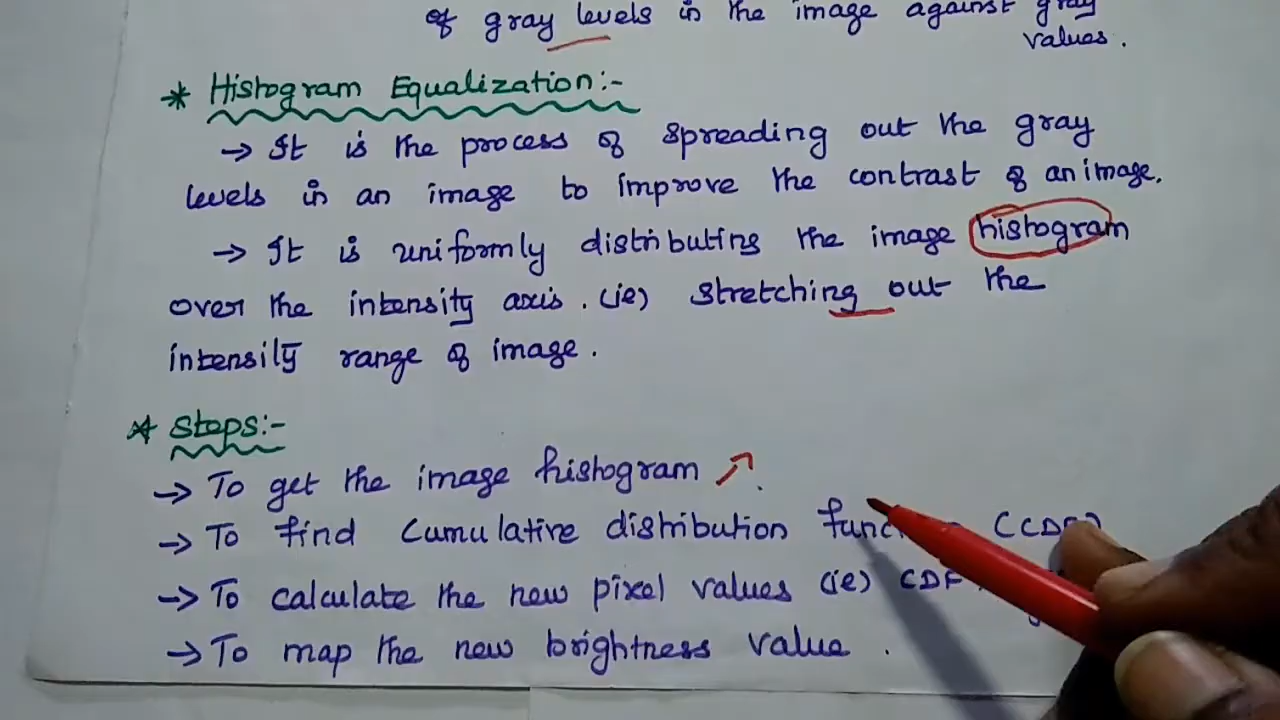 of gray levels in the image against gray
values.
* Histogram Equalization:-
→ It is the process of spreading out the gray
levels in an image to improve the contrast of an image.
→ It is uniformly distributing the image histogram
over the intensity axis. (ie) stretching out the
intensity range of image.
* Steps:-
→ To get the image histogram
→ To find Cumulative distribution (CDF)
→ To calculate the new pixel values (ie) CDF
→ To map the new brightness value.